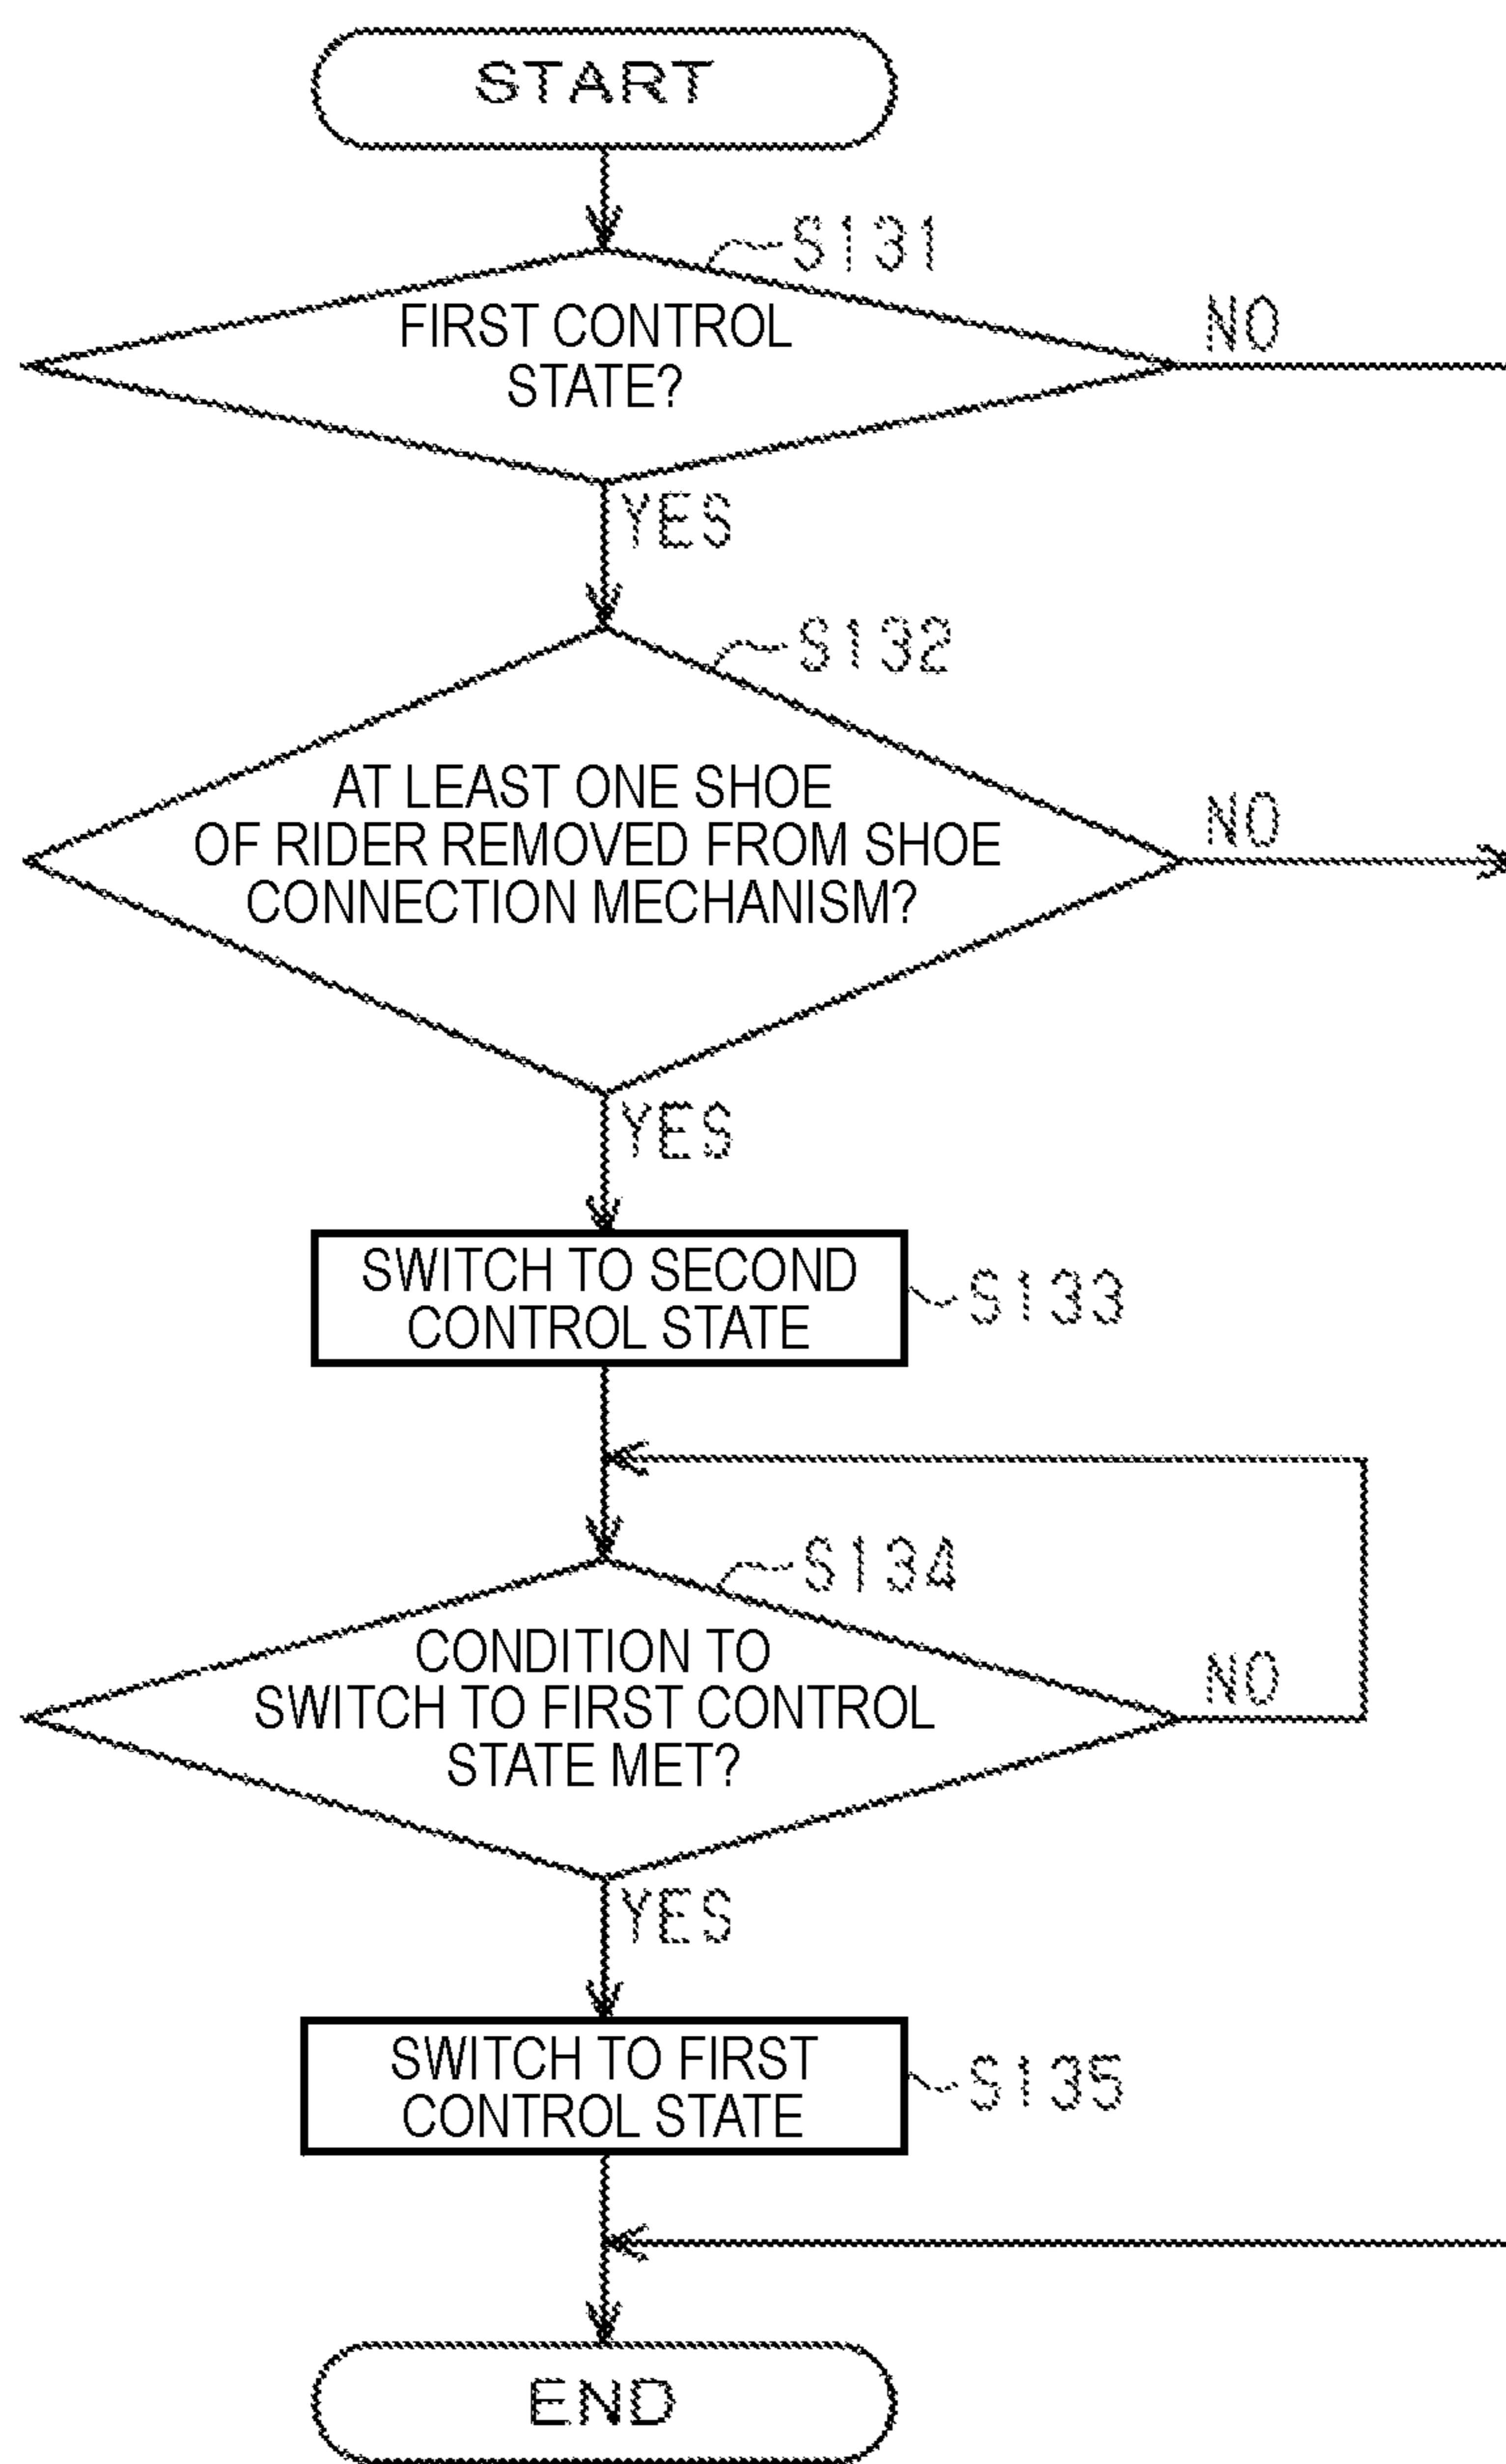 START
S131
FIRST CONTROL
STATE?
NO
YES
S132
AT LEAST ONE SHOE
OF RIDER REMOVED FROM SHOE
CONNECTION MECHANISM?
NO
YES
SWITCH TO SECOND
CONTROL STATE
S133
S134
CONDITION TO
SWITCH TO FIRST CONTROL
STATE MET?
NO
YES
SWITCH TO FIRST
CONTROL STATE
S135
END